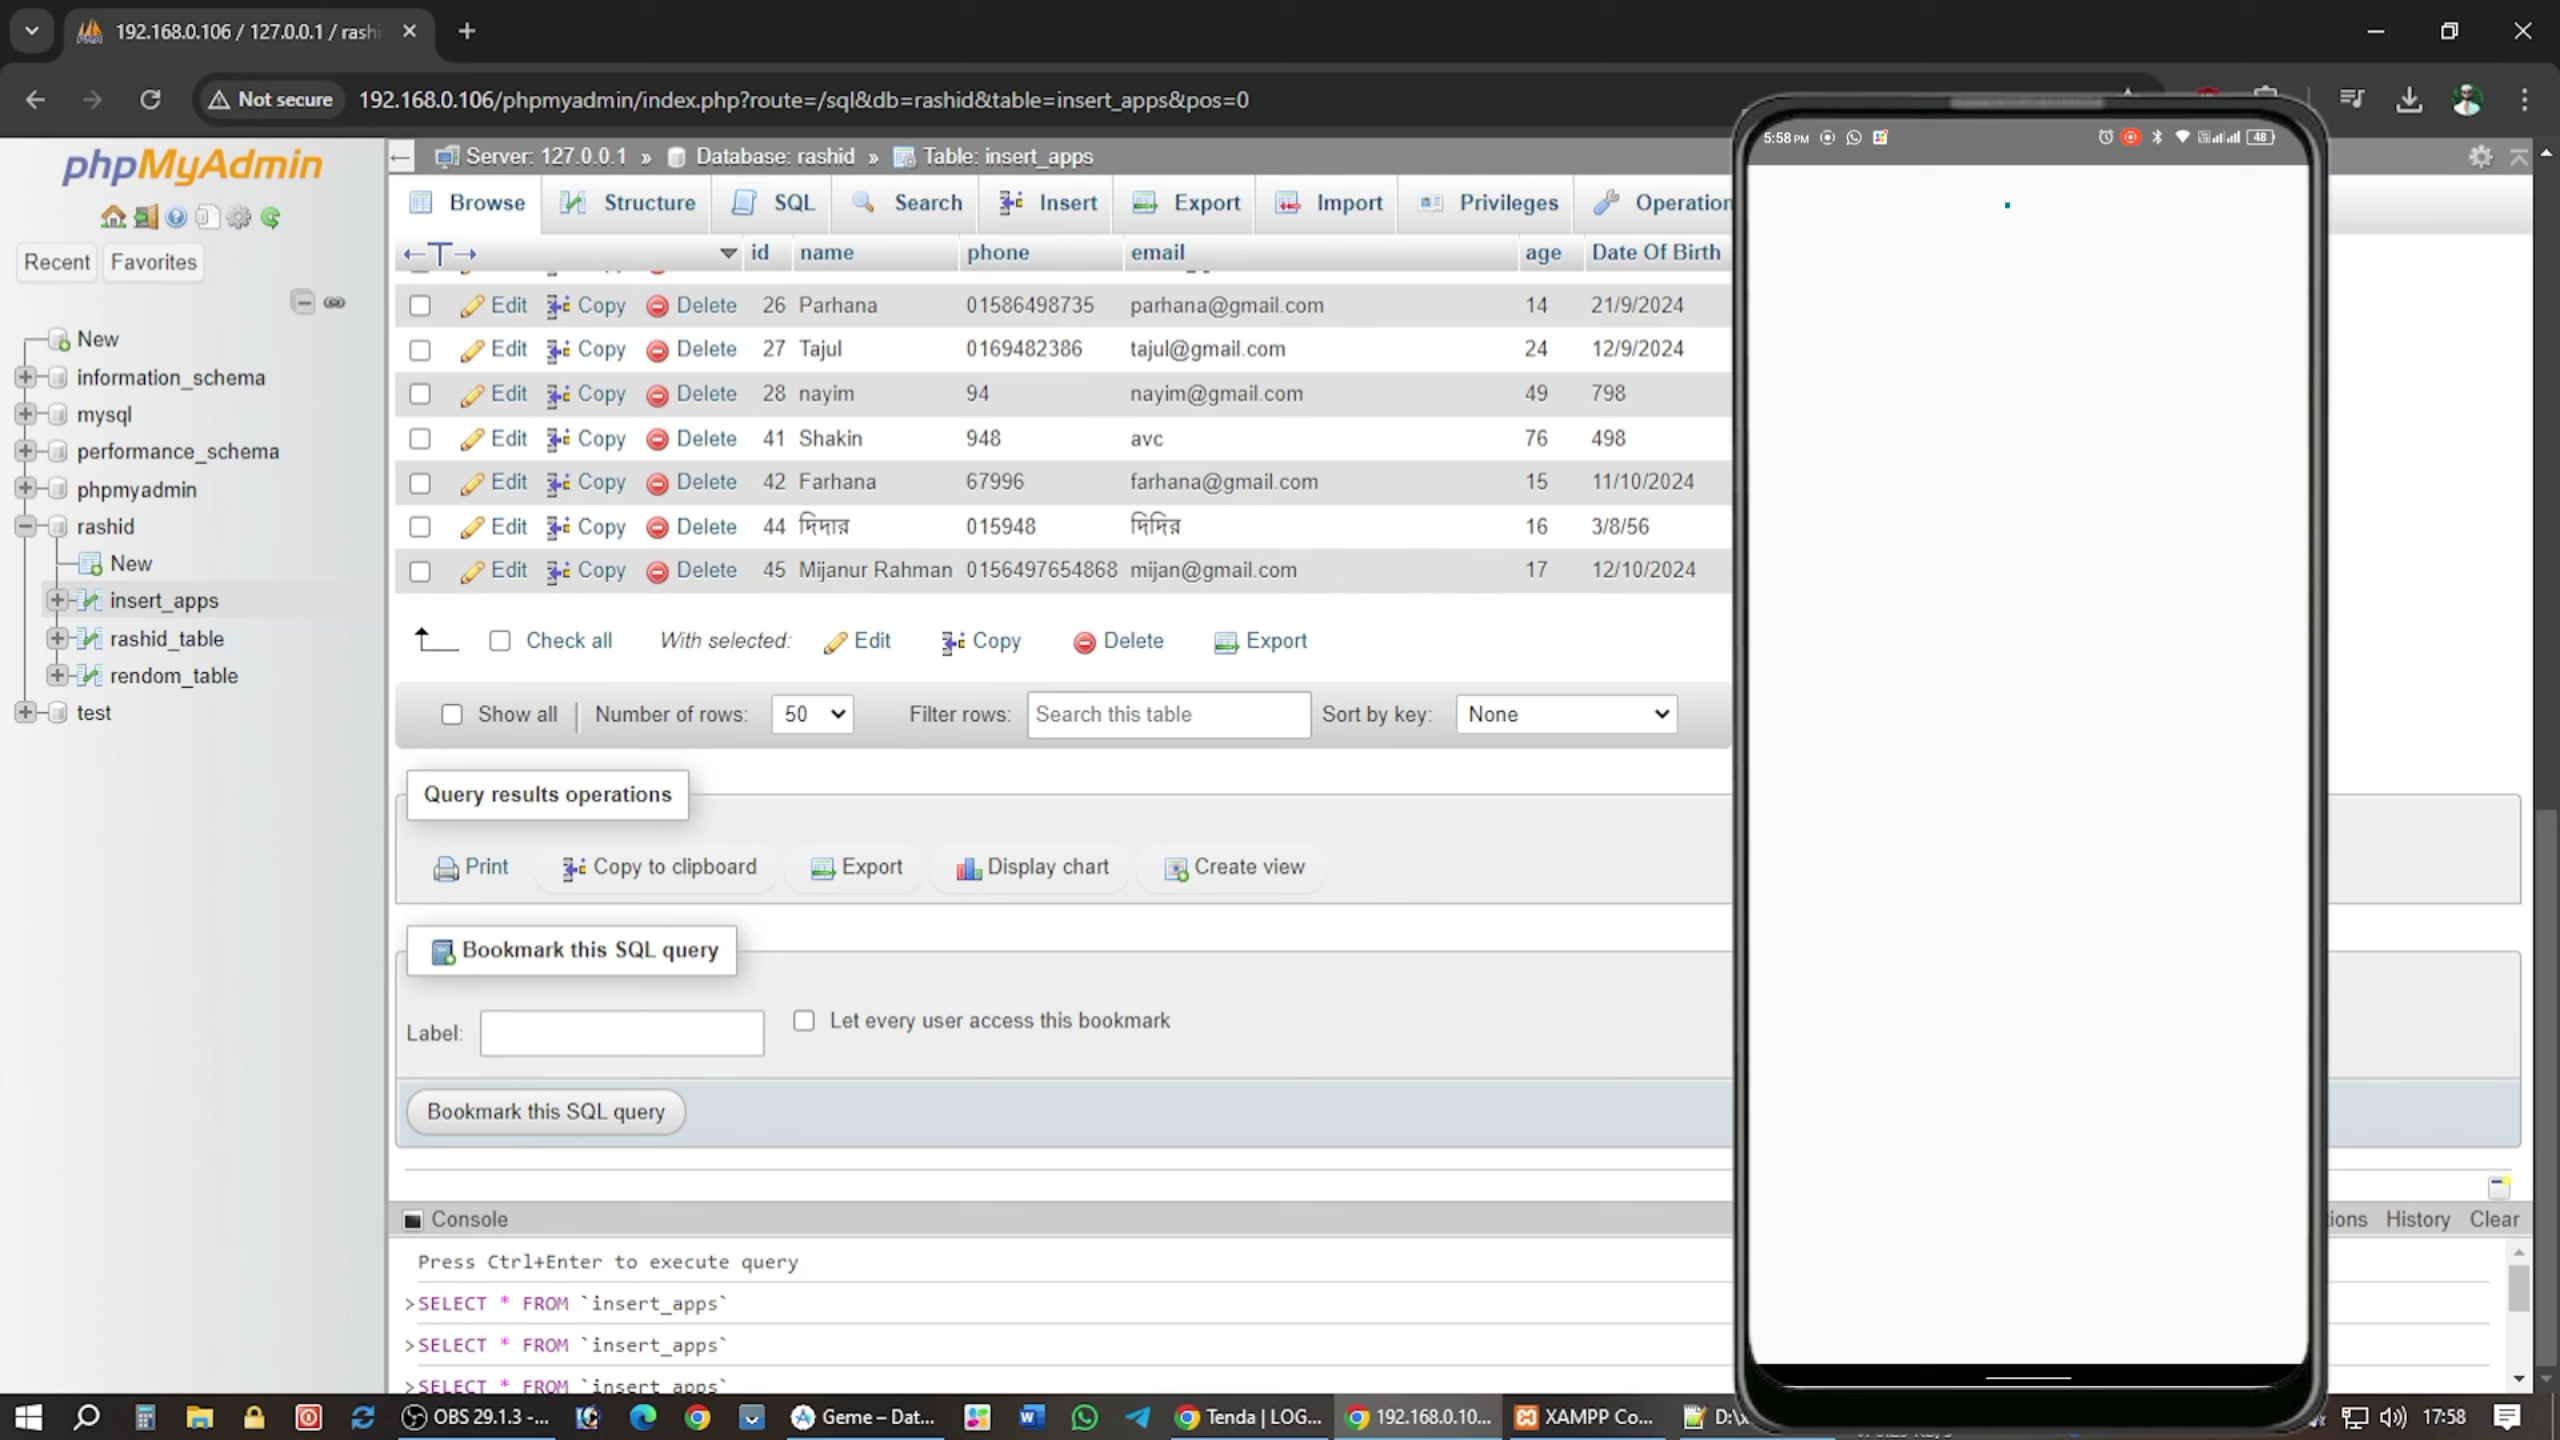 192.168.0.106 / 127.0.0.1 / rashi
Not secure
192.168.0.106/phpmyadmin/index.php?route=/sql&db=rashid&table=insert_apps&pos=0
phpMyAdmin
Recent
Favorites
New
information_schema
mysql
performance_schema
phpmyadmin
rashid
New
insert_apps
rashid_table
rendom_table
test
Server: 127.0.0.1 » Database: rashid » Table: insert_apps
Browse Structure SQL Search Insert Export Import Privileges Operation
id name phone email age Date Of Birth
Edit Copy Delete 26 Parhana 01586498735 parhana@gmail.com 14 21/9/2024
Edit Copy Delete 27 Tajul 0169482386 tajul@gmail.com 24 12/9/2024
Edit Copy Delete 28 nayim 94 nayim@gmail.com 49 798
Edit Copy Delete 41 Shakin 948 avc 76 498
Edit Copy Delete 42 Farhana 67996 farhana@gmail.com 15 11/10/2024
Edit Copy Delete 44 দিদার 015948 দিদির 16 3/8/56
Edit Copy Delete 45 Mijanur Rahman 0156497654868 mijan@gmail.com 17 12/10/2024
Check all With selected: Edit Copy Delete Export
Show all Number of rows: 50 Filter rows: Search this table Sort by key: None
Query results operations
Print Copy to clipboard Export Display chart Create view
Bookmark this SQL query
Label: Let every user access this bookmark
Bookmark this SQL query
Console
tions History Clear
Press Ctrl+Enter to execute query
>SELECT * FROM `insert_apps`
>SELECT * FROM `insert_apps`
>SELECT * FROM `insert_apps`
5:58 PM
48
OBS 29.1.3 -... Geme – Dat... Tenda | LOG... 192.168.0.10... XAMPP Co... D:\x 17:58